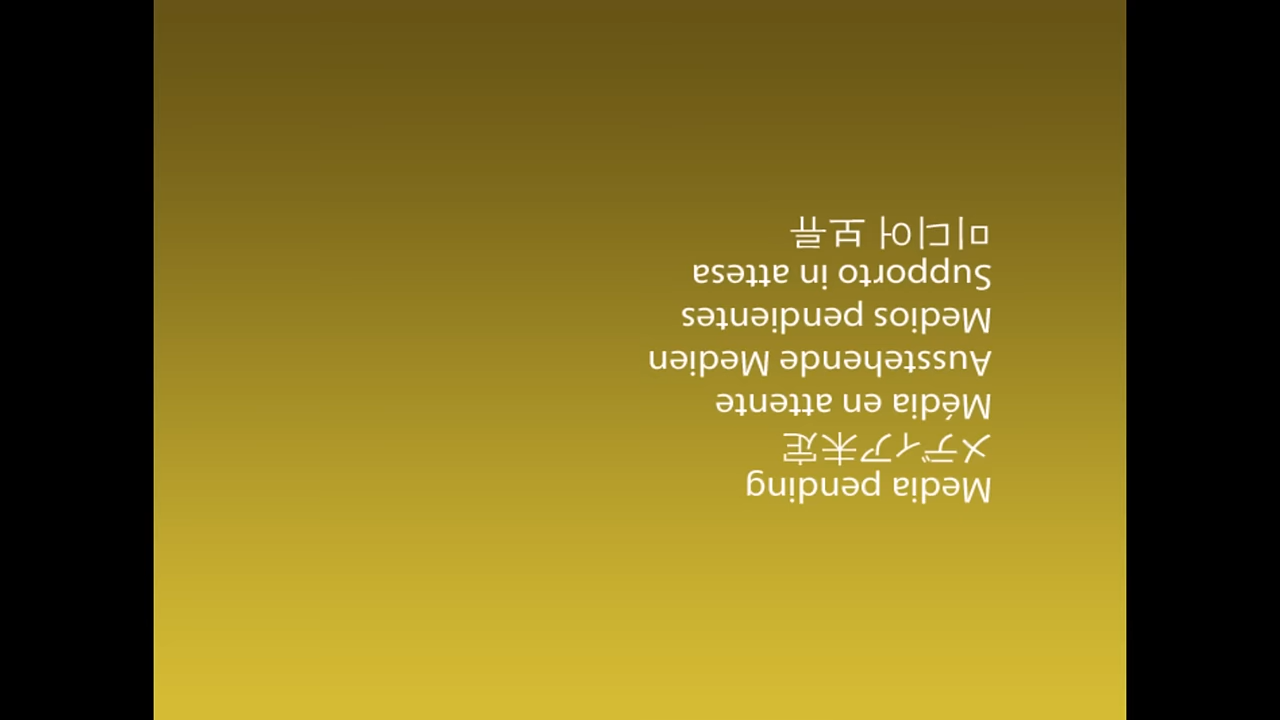 Media pending
メディア未定
Média en attente
Ausstehende Medien
Medios pendientes
Supporto in attesa
미디어 보류